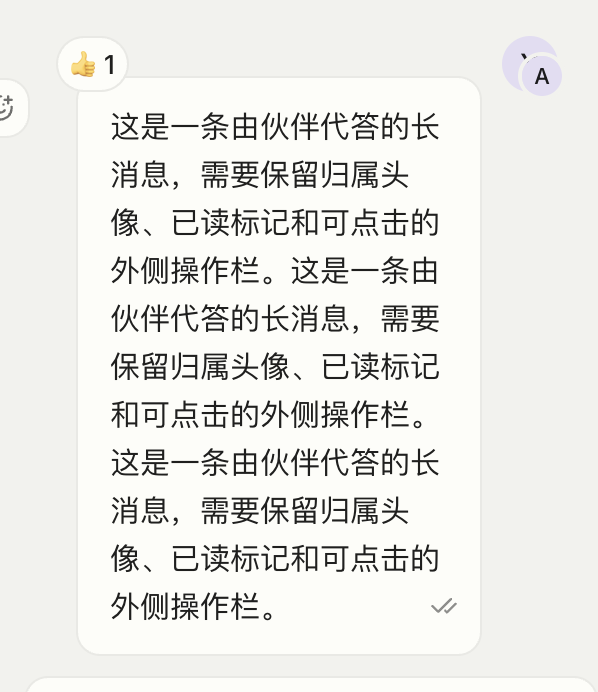 👍 1
A
这是一条由伙伴代答的长
消息，需要保留归属头
像、已读标记和可点击的
外侧操作栏。这是一条由
伙伴代答的长消息，需要
保留归属头像、已读标记
和可点击的外侧操作栏。
这是一条由伙伴代答的长
消息，需要保留归属头
像、已读标记和可点击的
外侧操作栏。